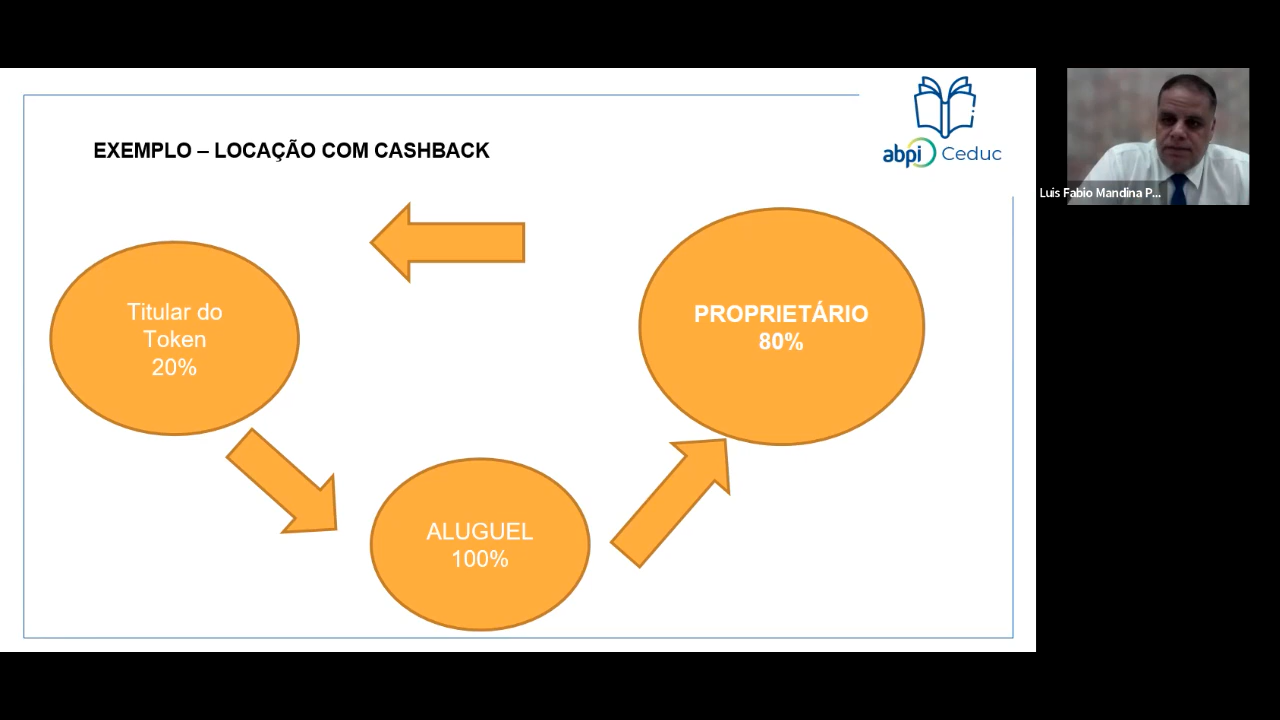 EXEMPLO – LOCAÇÃO COM CASHBACK
abpi Ceduc
Luis Fabio Mandina P...
Titular do
Token
20%
PROPRIETÁRIO
80%
ALUGUEL
100%